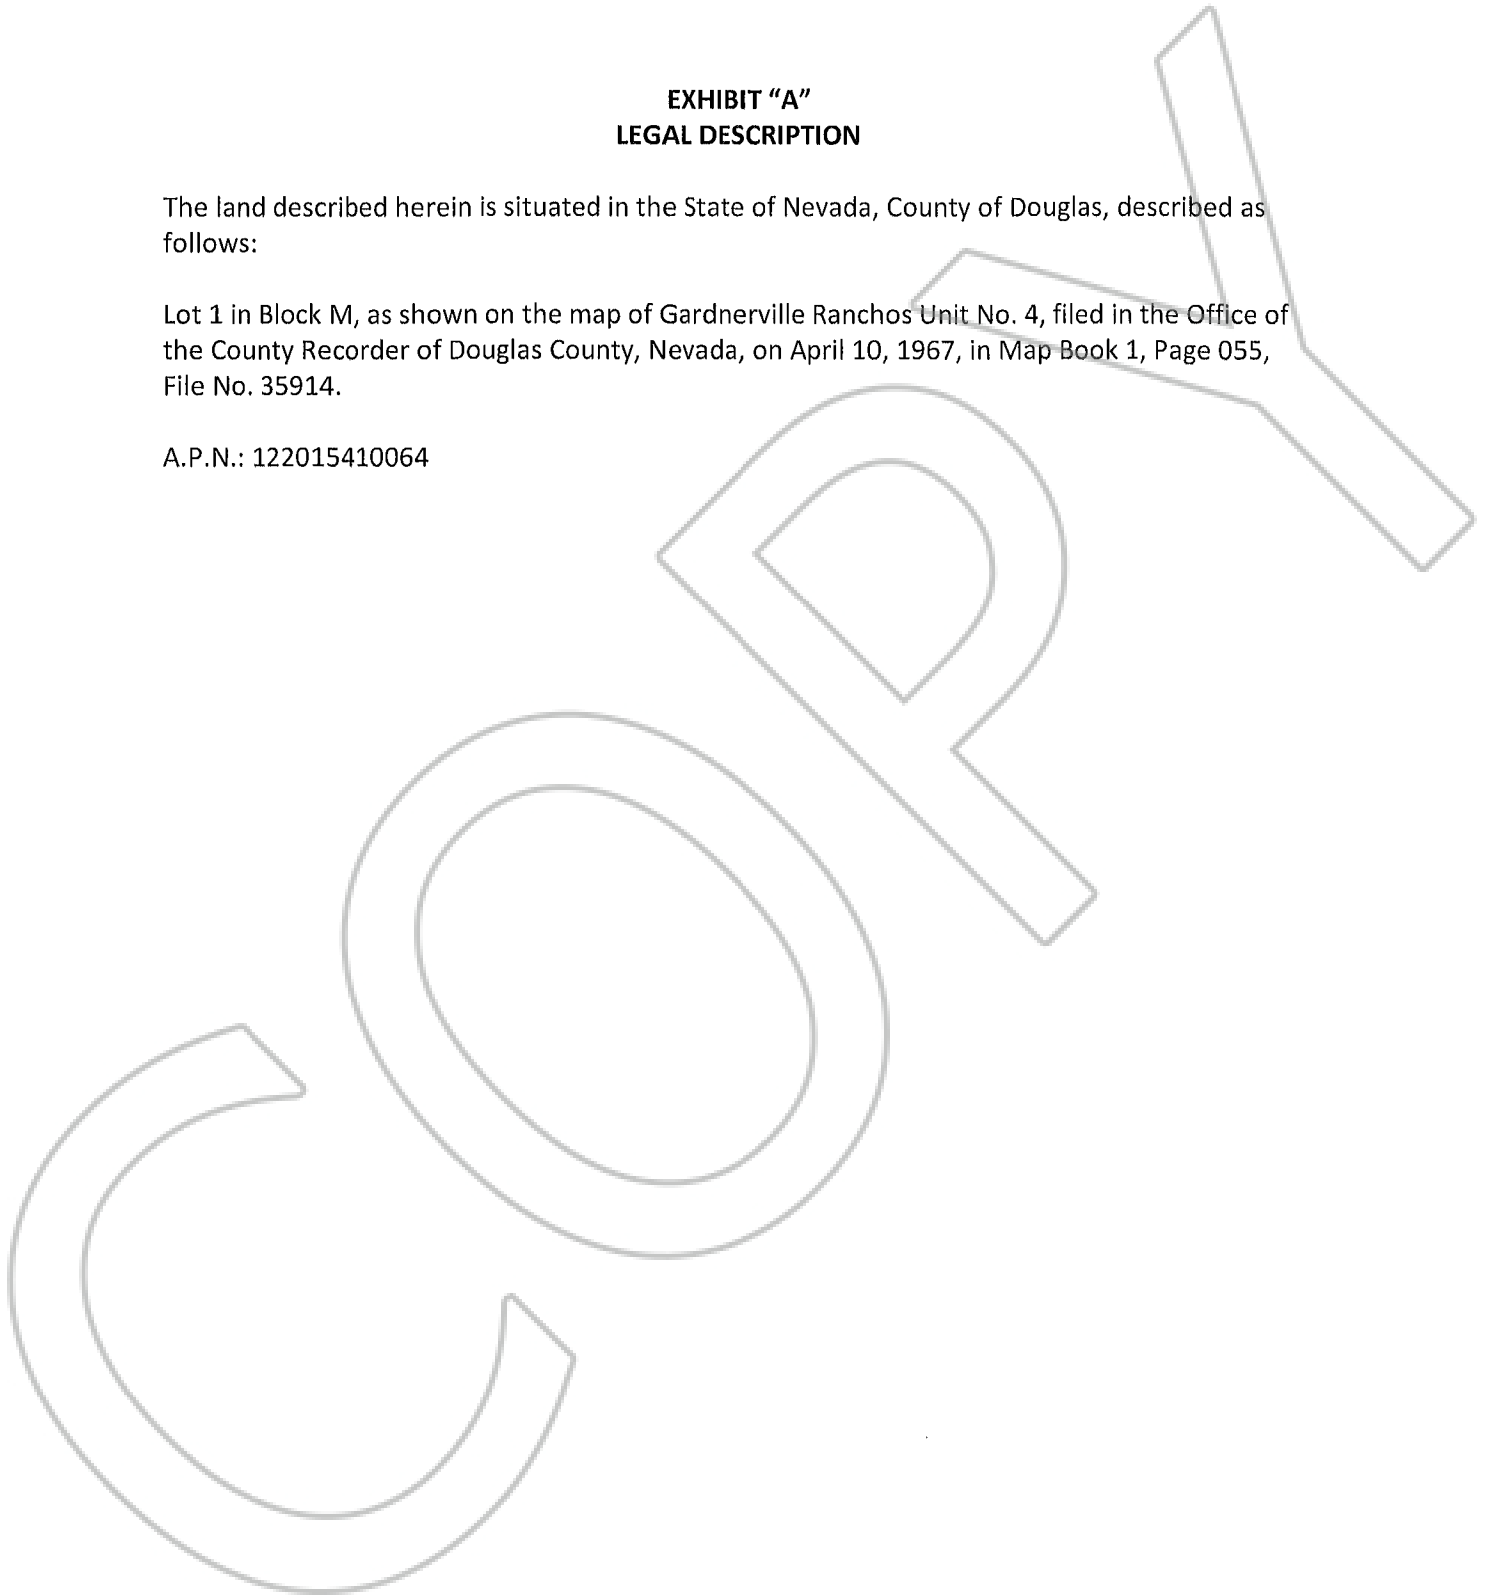 EXHIBIT “A”
LEGAL DESCRIPTION
The land described herein is situated in the State of Nevada, County of Douglas, described as
follows:
Lot 1 in Block M, as shown on the map of Gardnerville Ranchos Unit No. 4, filed in the Office of
the County Recorder of Douglas County, Nevada, on April 10, 1967, in Map Book 1, Page 055,
File No. 35914.
A.P.N.: 122015410064
COPY